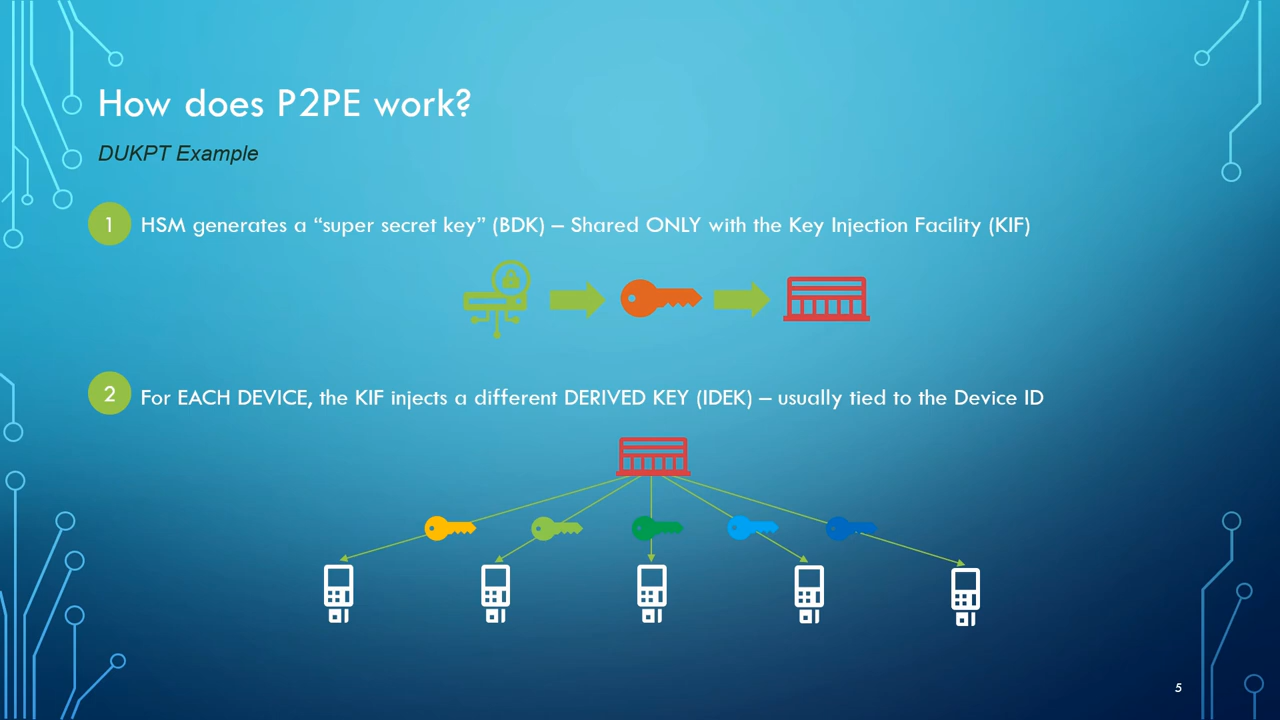 How does P2PE work?
DUKPT Example
1
HSM generates a “super secret key” (BDK) – Shared ONLY with the Key Injection Facility (KIF)
2
For EACH DEVICE, the KIF injects a different DERIVED KEY (IDEK) – usually tied to the Device ID
5